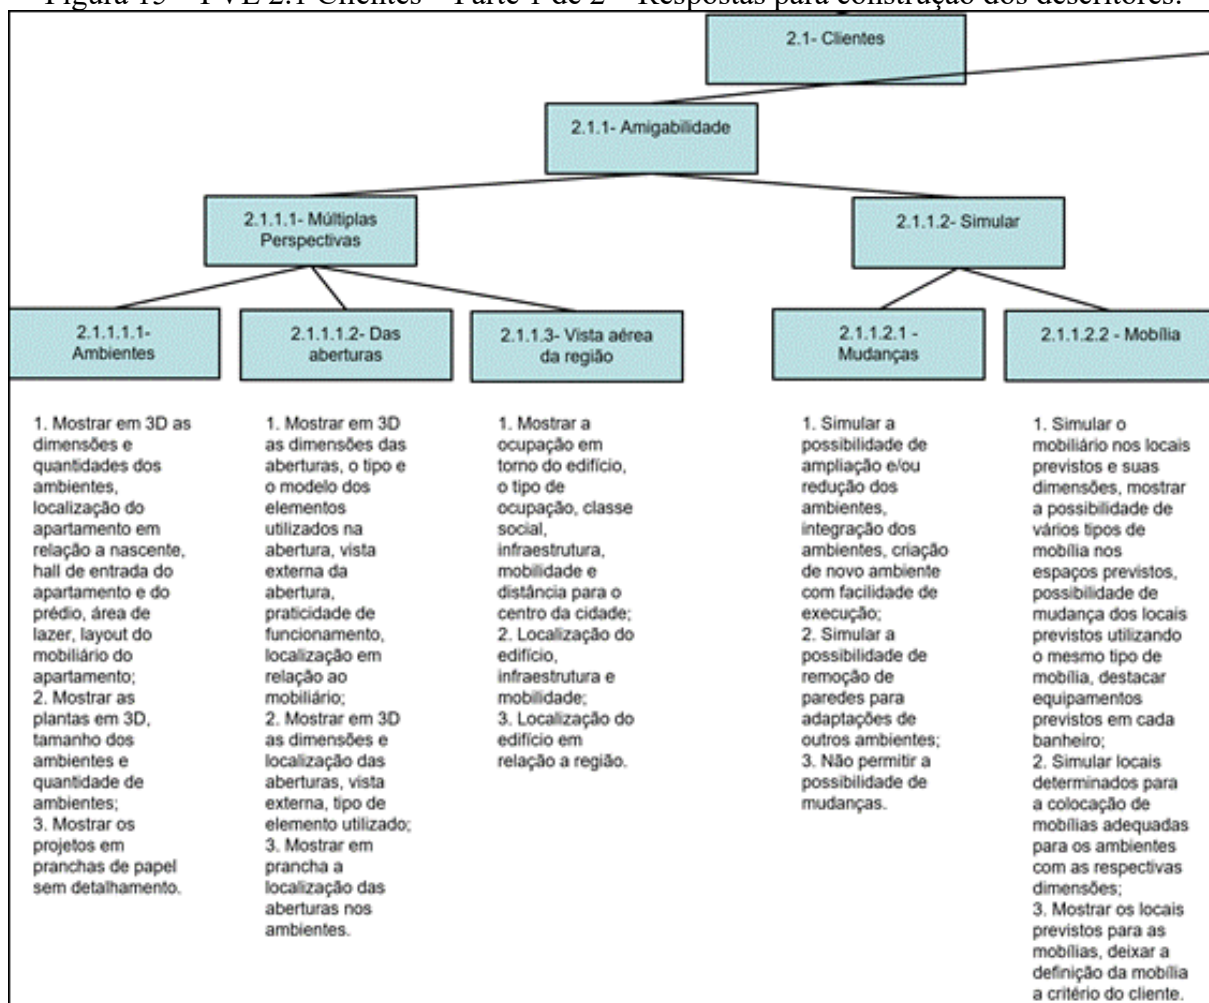 Figura 15 – PVE 2.1 Clientes – Parte 1 de 2 – Respostas para construção dos descritores.
2.1- Clientes
2.1.1- Amigabilidade
2.1.1.1- Múltiplas
Perspectivas
2.1.1.2- Simular
2.1.1.1.1-
Ambientes
2.1.1.1.2- Das
aberturas
2.1.1.3- Vista aérea
da região
2.1.1.2.1 -
Mudanças
2.1.1.2.2 - Mobília
1. Mostrar em 3D as
dimensões e
quantidades dos
ambientes,
localização do
apartamento em
relação a nascente,
hall de entrada do
apartamento e do
prédio, área de
lazer, layout do
mobiliário do
apartamento;
2. Mostrar as
plantas em 3D,
tamanho dos
ambientes e
quantidade de
ambientes;
3. Mostrar os
projetos em
pranchas de papel
sem detalhamento.
1. Mostrar em 3D
as dimensões das
aberturas, o tipo e
o modelo dos
elementos
utilizados na
abertura, vista
externa da
abertura,
praticidade de
funcionamento,
localização em
relação ao
mobiliário;
2. Mostrar em 3D
as dimensões e
localização das
aberturas, vista
externa, tipo de
elemento utilizado;
3. Mostrar em
prancha a
localização das
aberturas nos
ambientes.
1. Mostrar a
ocupação em
torno do edifício,
o tipo de
ocupação, classe
social,
infraestrutura,
mobilidade e
distância para o
centro da cidade;
2. Localização do
edifício,
infraestrutura e
mobilidade;
3. Localização do
edifício em
relação a região.
1. Simular a
possibilidade de
ampliação e/ou
redução dos
ambientes,
integração dos
ambientes, criação
de novo ambiente
com facilidade de
execução;
2. Simular a
possibilidade de
remoção de
paredes para
adaptações de
outros ambientes;
3. Não permitir a
possibilidade de
mudanças.
1. Simular o
mobiliário nos locais
previstos e suas
dimensões, mostrar
a possibilidade de
vários tipos de
mobília nos
espaços previstos,
possibilidade de
mudança dos locais
previstos utilizando
o mesmo tipo de
mobília, destacar
equipamentos
previstos em cada
banheiro;
2. Simular locais
determinados para
a colocação de
mobílias adequadas
para os ambientes
com as respectivas
dimensões;
3. Mostrar os locais
previstos para as
mobílias, deixar a
definição da mobília
a critério do cliente.